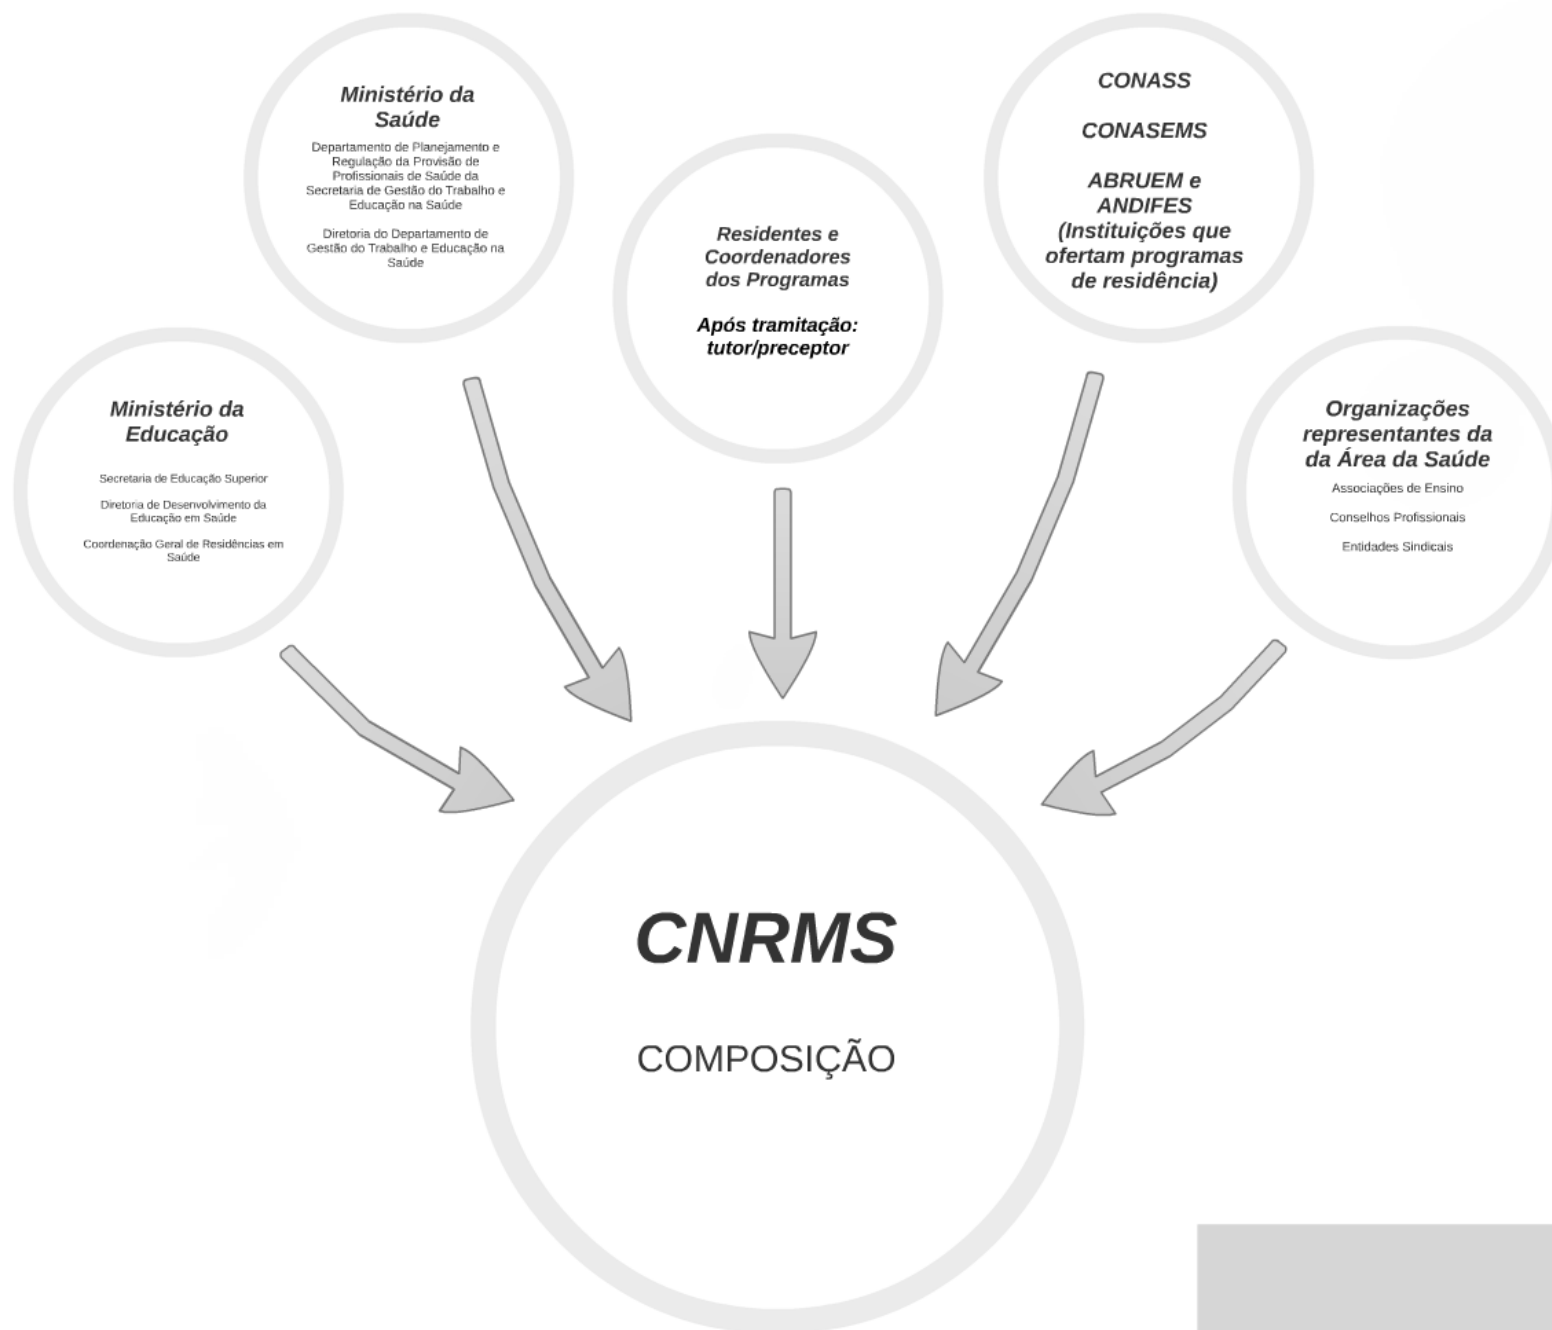 Ministério da
Saúde
Departamento de Planejamento e
Regulação da Provisão de
Profissionais de Saúde da
Secretaria de Gestão do Trabalho e
Educação na Saúde
Diretoria do Departamento de
Gestão do Trabalho e Educação na
Saúde
CONASS
CONASEMS
ABRUEM e
ANDIFES
(Instituições que
ofertam programas
de residência)
Residentes e
Coordenadores
dos Programas
Após tramitação:
tutor/preceptor
Ministério da
Educação
Secretaria de Educação Superior
Diretoria de Desenvolvimento da
Educação em Saúde
Coordenação Geral de Residências em
Saúde
Organizações
representantes da
da Área da Saúde
Associações de Ensino
Conselhos Profissionais
Entidades Sindicais
CNRMS
COMPOSIÇÃO